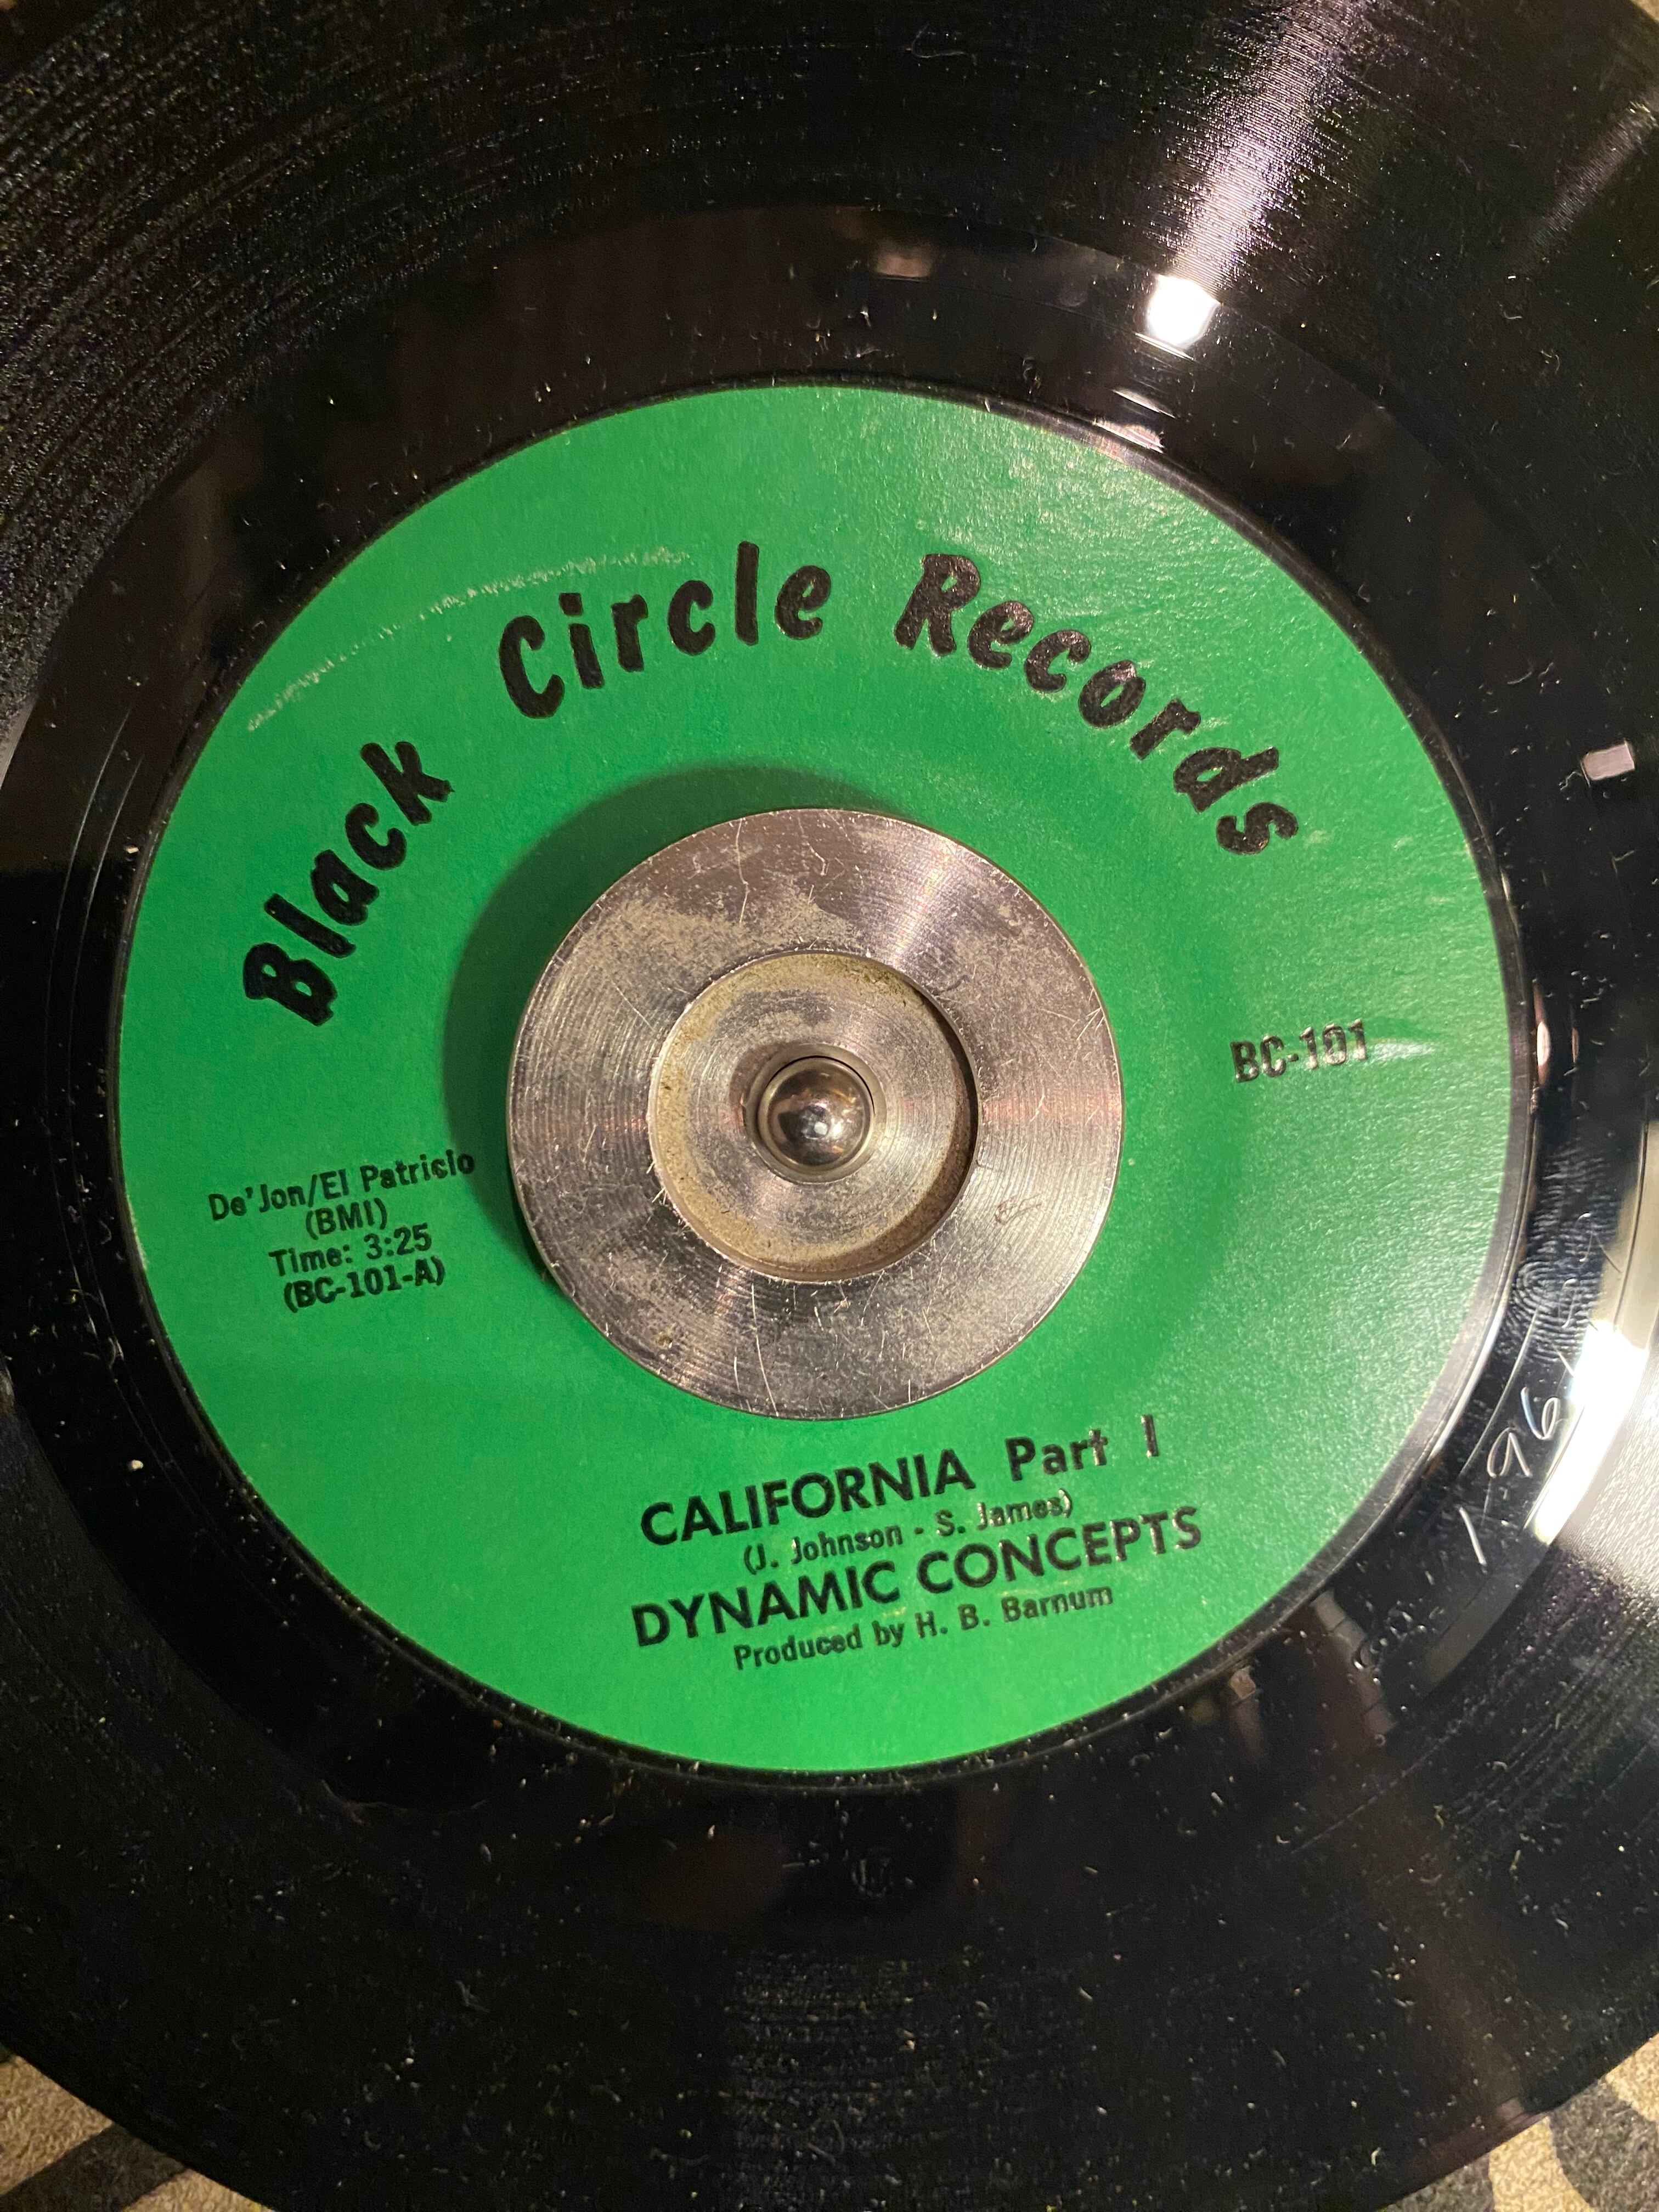 Black Circle Records
BC-101
De'Jon/El Patricio
(BMI)
Time: 3:25
(BC-101-A)
CALIFORNIA Part I
(J. Johnson - S. James)
DYNAMIC CONCEPTS
Produced by H. B. Barnum